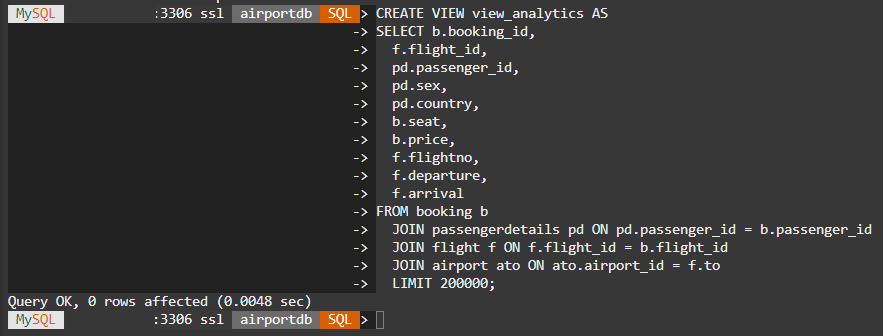 MySQL :3306 ssl airportdb SQL > CREATE VIEW view_analytics AS
-> SELECT b.booking_id,
-> f.flight_id,
-> pd.passenger_id,
-> pd.sex,
-> pd.country,
-> b.seat,
-> b.price,
-> f.flightno,
-> f.departure,
-> f.arrival
-> FROM booking b
-> JOIN passengerdetails pd ON pd.passenger_id = b.passenger_id
-> JOIN flight f ON f.flight_id = b.flight_id
-> JOIN airport ato ON ato.airport_id = f.to
-> LIMIT 200000;
Query OK, 0 rows affected (0.0048 sec)
MySQL :3306 ssl airportdb SQL >